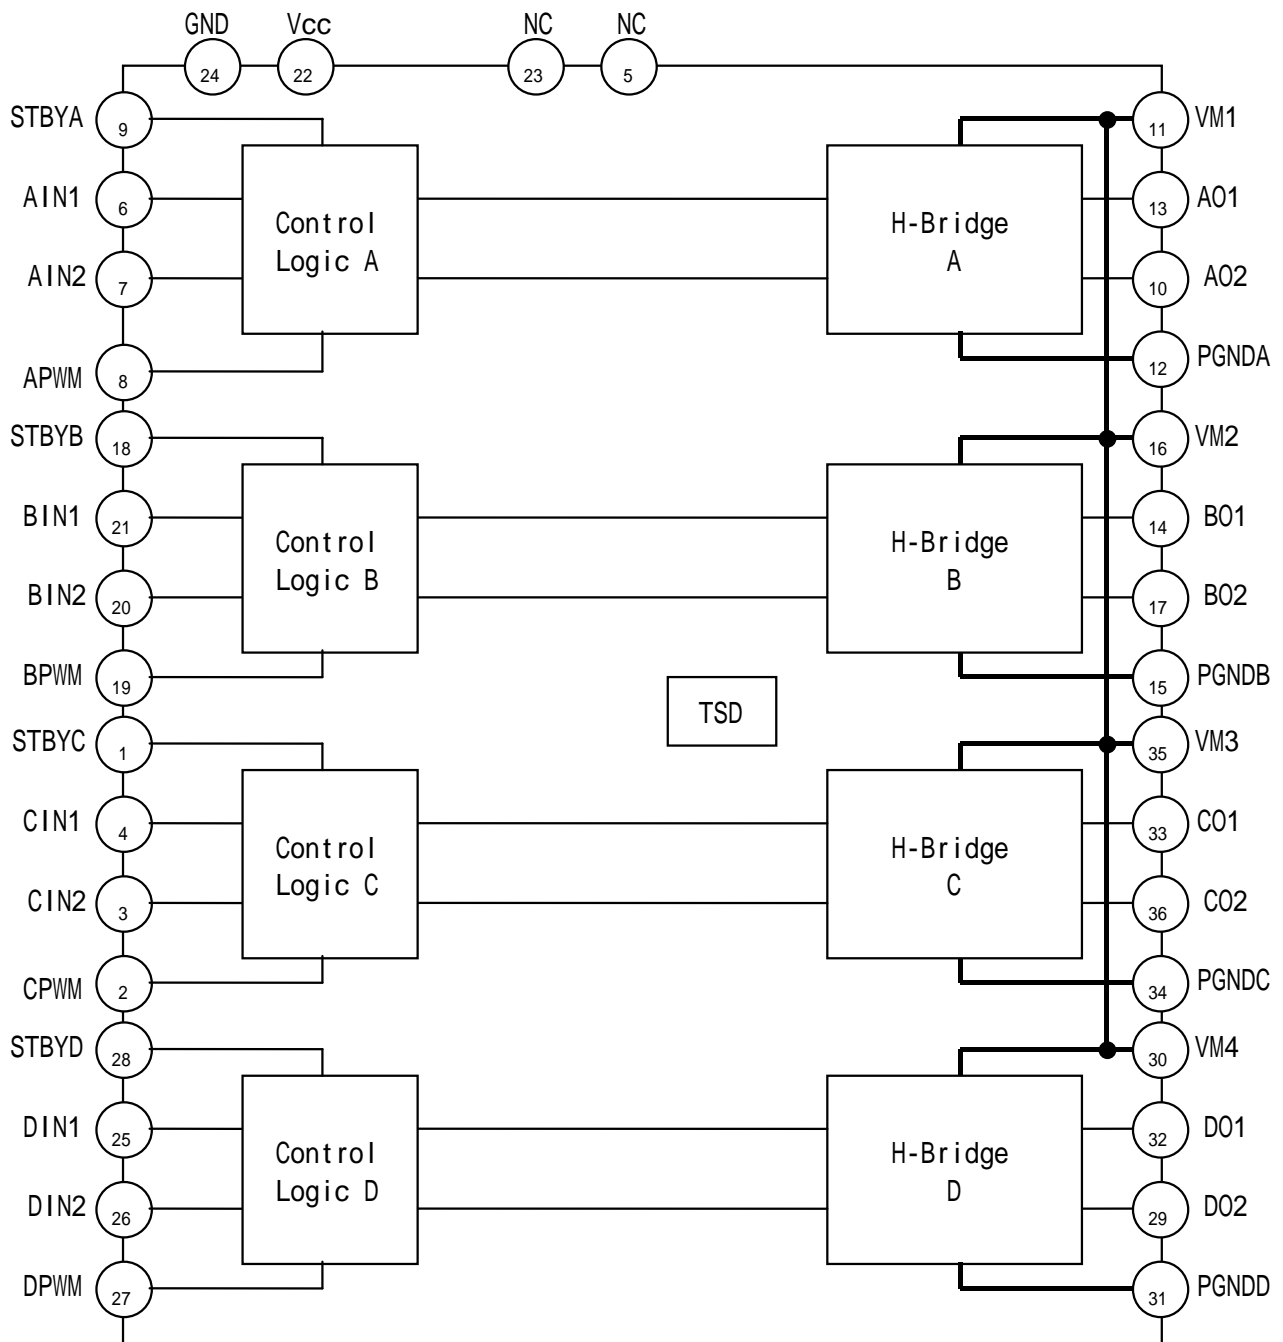 GND Vcc NC NC
24 22 23 5
STBYA 9 11 VM1
AIN1 6 13 AO1
Control
Logic A
H-Bridge
A
AIN2 7 10 AO2
APWM 8 12 PGNDA
STBYB 18 16 VM2
BIN1 21 14 BO1
Control
Logic B
H-Bridge
B
BIN2 20 17 BO2
BPWM 19 15 PGNDB
TSD
STBYC 1 35 VM3
CIN1 4 33 CO1
Control
Logic C
H-Bridge
C
CIN2 3 36 CO2
CPWM 2 34 PGNDC
STBYD 28 30 VM4
DIN1 25 32 DO1
Control
Logic D
H-Bridge
D
DIN2 26 29 DO2
DPWM 27 31 PGNDD